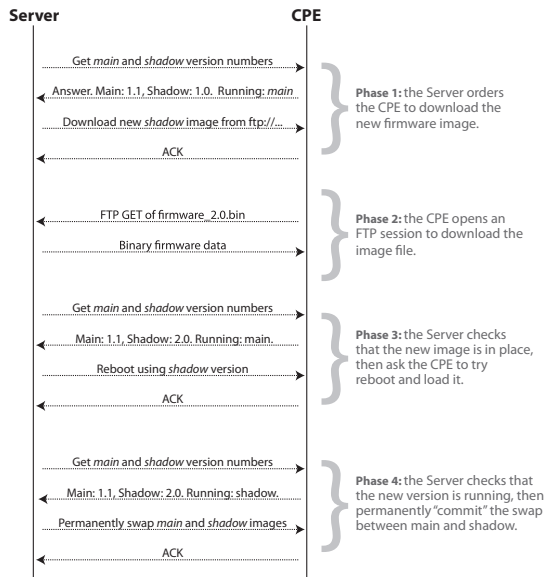 Server
CPE
Get main and shadow version numbers
Answer. Main: 1.1, Shadow: 1.0. Running: main
Download new shadow image from ftp://...
ACK
Phase 1: the Server orders
the CPE to download the
new firmware image.
FTP GET of firmware_2.0.bin
Binary firmware data
Phase 2: the CPE opens an
FTP session to download the
image file.
Get main and shadow version numbers
Main: 1.1, Shadow: 2.0. Running: main.
Reboot using shadow version
ACK
Phase 3: the Server checks
that the new image is in place,
then ask the CPE to try
reboot and load it.
Get main and shadow version numbers
Main: 1.1, Shadow: 2.0. Running: shadow.
Permanently swap main and shadow images
ACK
Phase 4: the Server checks that
the new version is running, then
permanently “commit” the swap
between main and shadow.